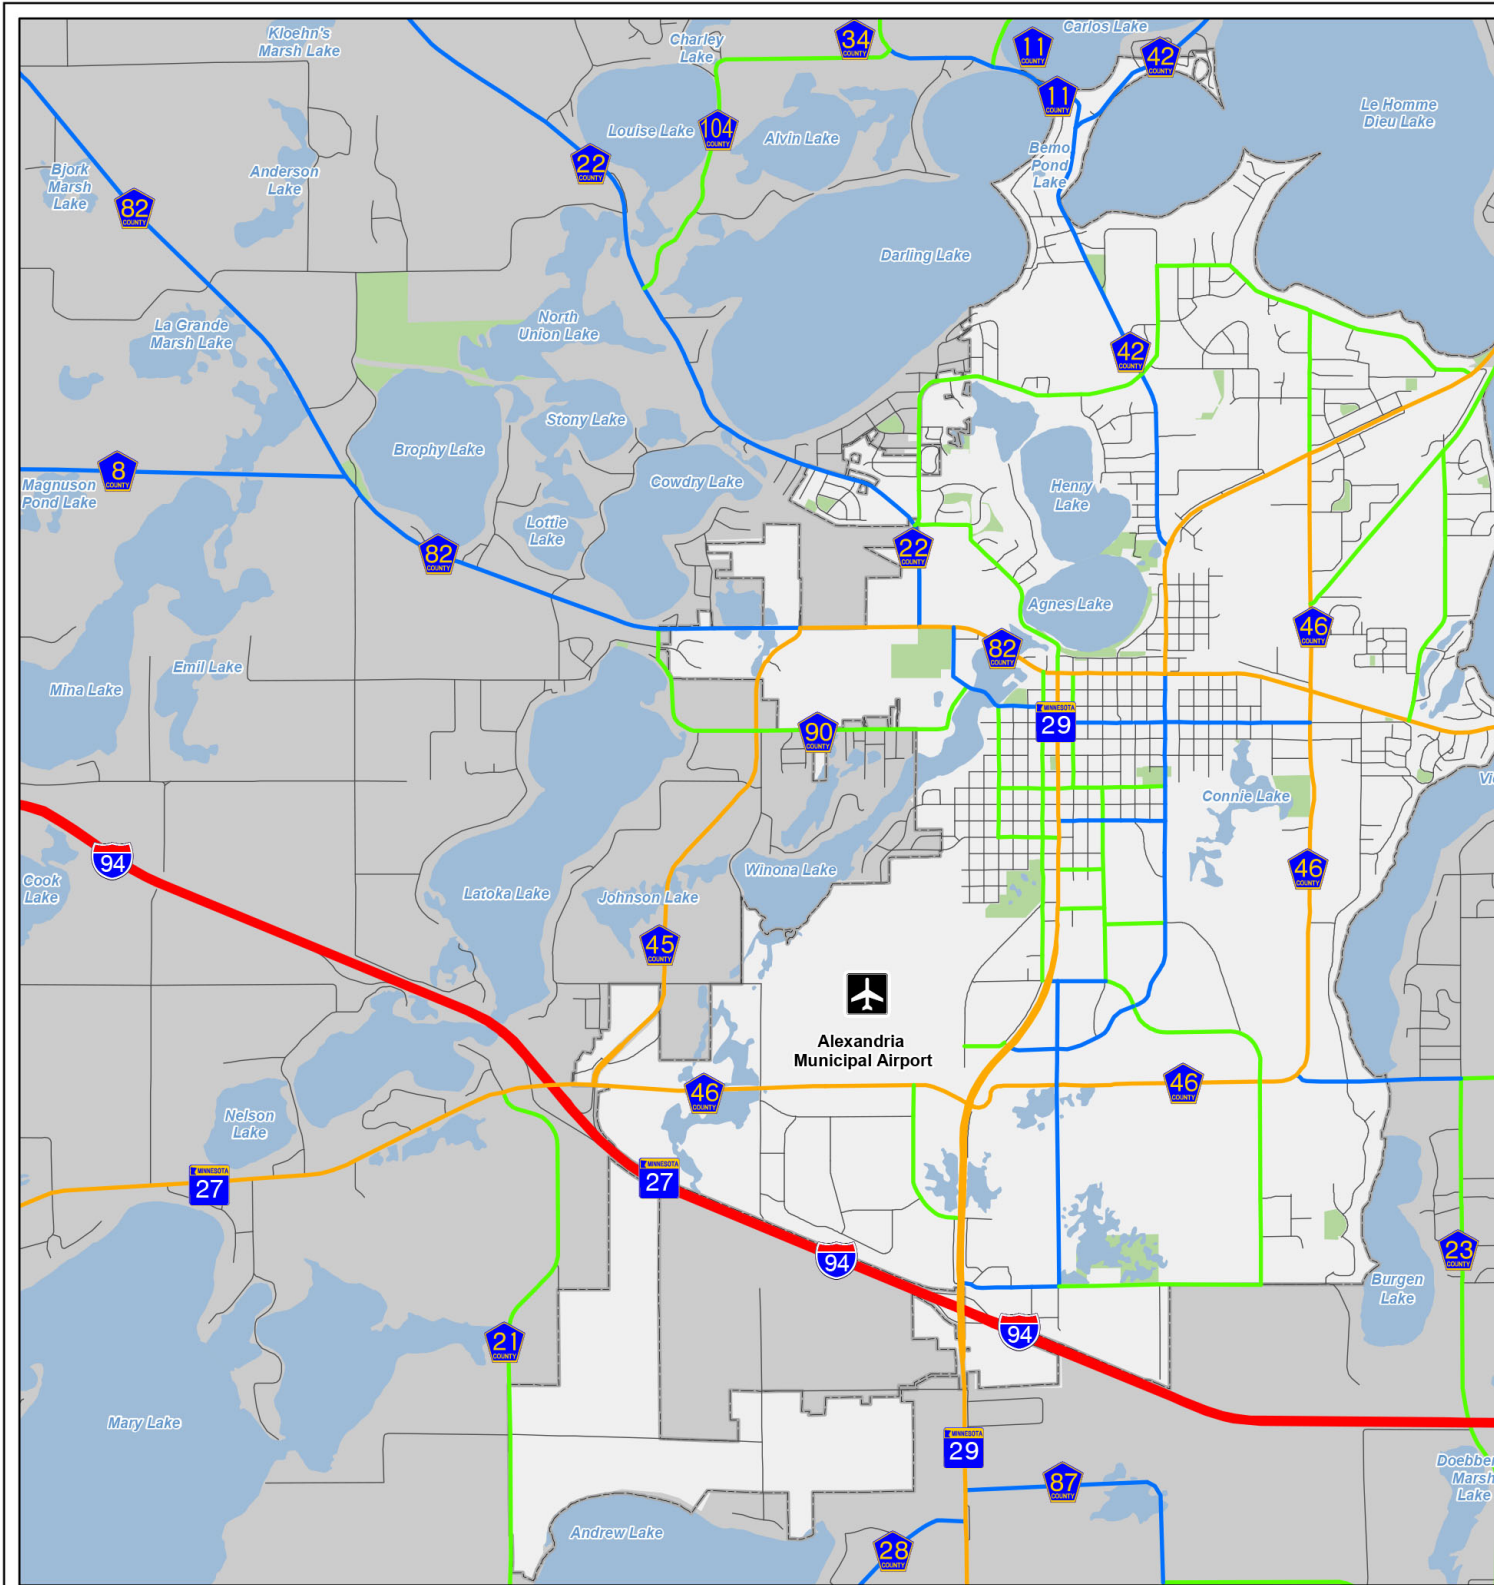 Kloehn's
Marsh Lake
Charley
Lake
34
COUNTY
11
COUNTY
Carlos Lake
42
COUNTY
11
COUNTY
Le Homme
Dieu Lake
Louise Lake
104
COUNTY
Alvin Lake
Bemo
Pond
Lake
22
COUNTY
Bjork
Marsh
Lake
Anderson
Lake
82
COUNTY
Darling Lake
La Grande
Marsh Lake
North
Union Lake
42
COUNTY
Stony Lake
Brophy Lake
8
COUNTY
Magnuson
Pond Lake
Cowdry Lake
Henry
Lake
Lottie
Lake
82
COUNTY
22
COUNTY
Agnes Lake
46
COUNTY
82
COUNTY
Emil Lake
Mina Lake
MINNESOTA
29
90
COUNTY
Connie Lake
94
Cook
Lake
Latoka Lake
Johnson Lake
Winona Lake
46
COUNTY
45
COUNTY
Alexandria
Municipal Airport
46
COUNTY
46
COUNTY
Nelson
Lake
MINNESOTA
27
MINNESOTA
27
94
23
COUNTY
Burgen
Lake
94
21
COUNTY
Mary Lake
MINNESOTA
29
87
COUNTY
Marsh
Lake
Andrew Lake
28
COUNTY